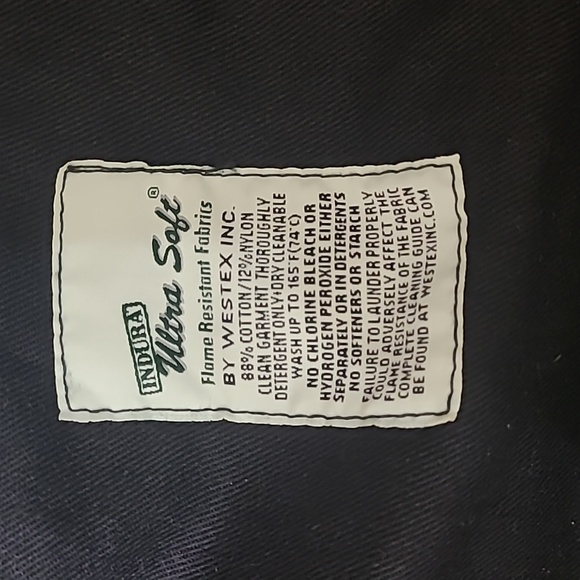 INDURA
Ultra Soft®
Flame Resistant Fabrics
BY WESTEX INC.
88% COTTON/12% NYLON
CLEAN GARMENT THOROUGHLY
DETERGENT ONLY•DRY CLEANABLE
WASH UP TO 165°F(74°C)
NO CHLORINE BLEACH OR
HYDROGEN PEROXIDE EITHER
SEPARATELY OR IN DETERGENTS
NO SOFTENERS OR STARCH
FAILURE TO LAUNDER PROPERLY
COULD ADVERSELY AFFECT THE
FLAME RESISTANCE OF THE FABRIC
COMPLETE CLEANING GUIDE CAN
BE FOUND AT WESTEXINC.COM